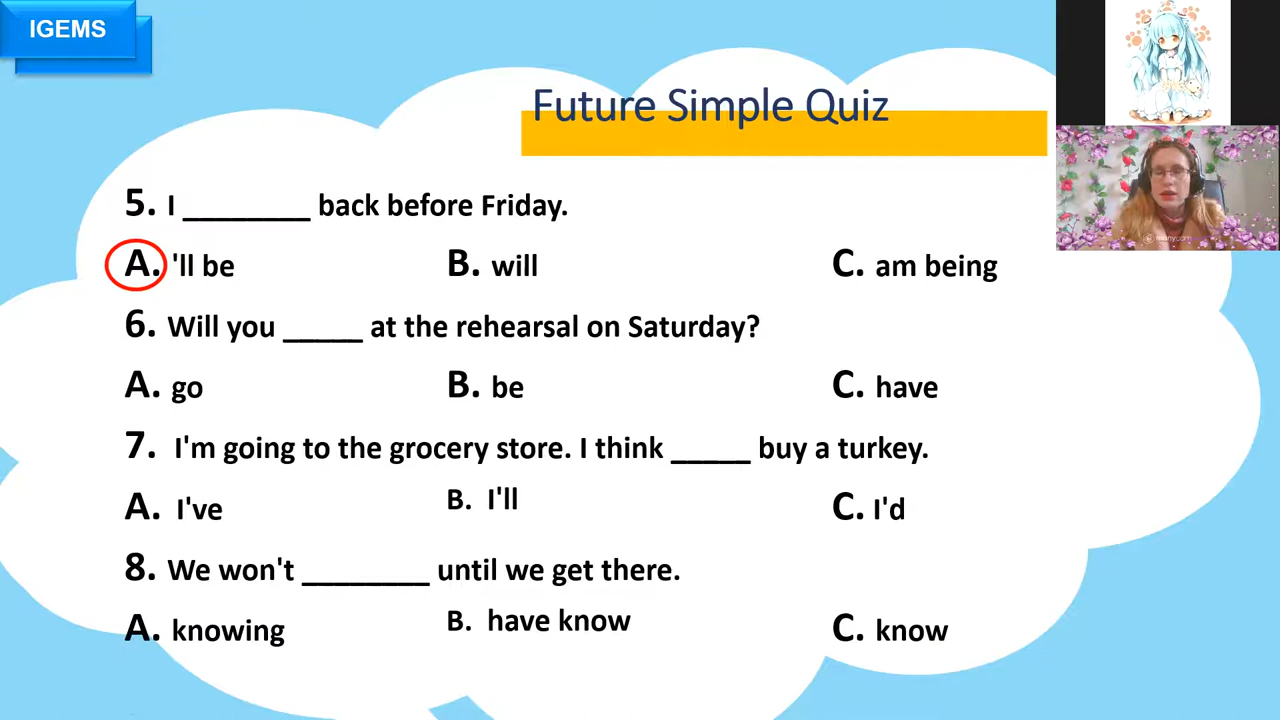 IGEMS
Future Simple Quiz
5. I ________ back before Friday.
A. 'll be B. will C. am being
6. Will you _____ at the rehearsal on Saturday?
A. go B. be C. have
7. I'm going to the grocery store. I think _____ buy a turkey.
A. I've B. I'll C. I'd
8. We won't ________ until we get there.
A. knowing B. have know C. know